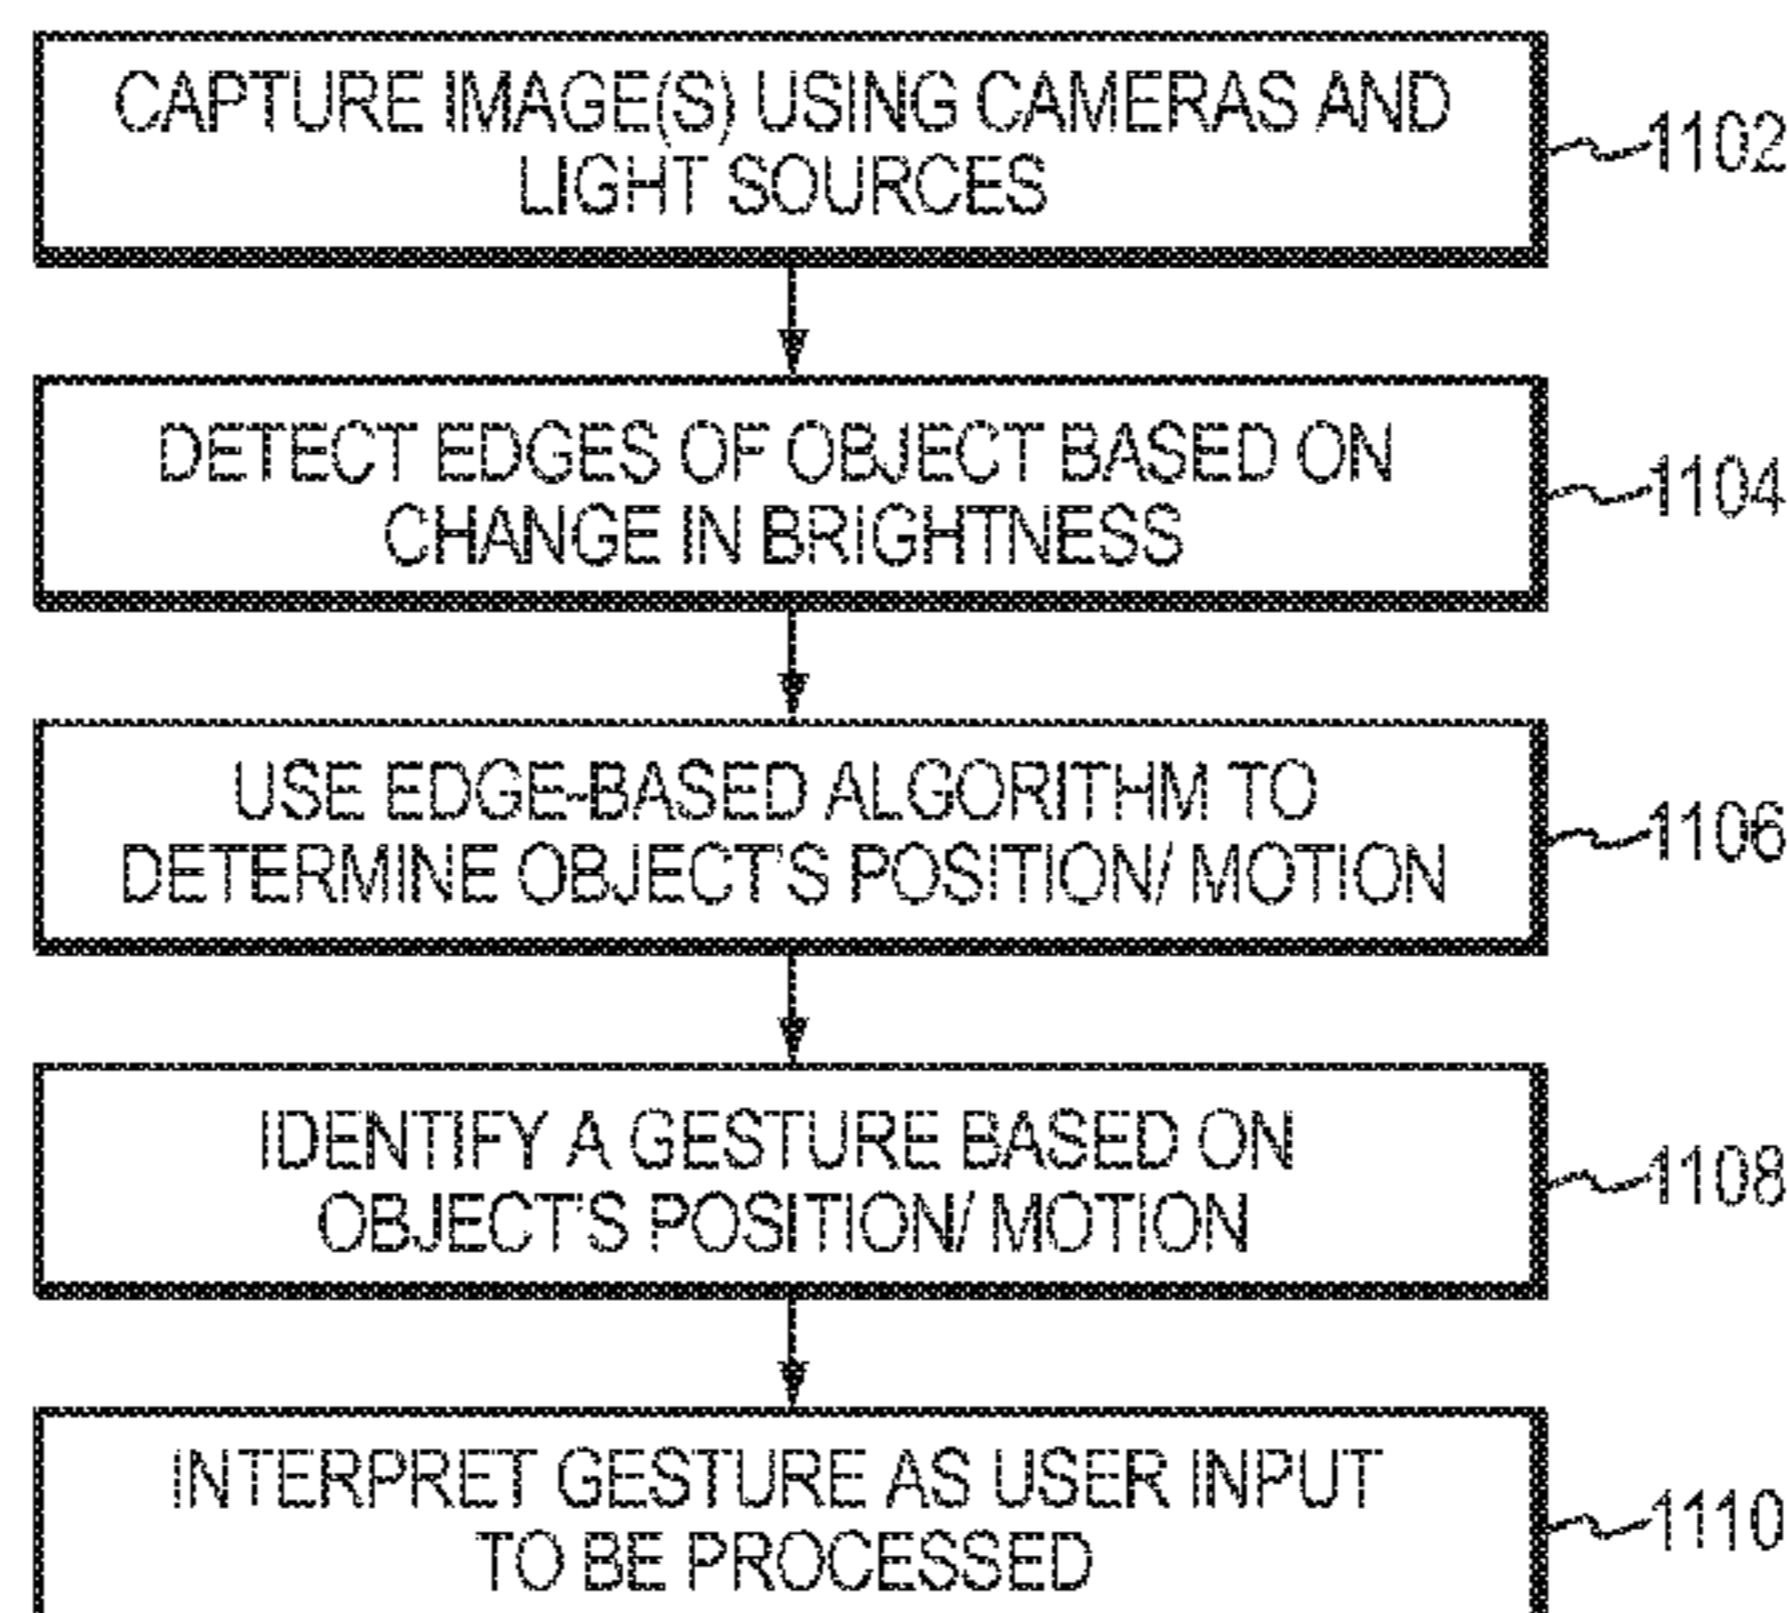 CAPTURE IMAGE(S) USING CAMERAS AND
LIGHT SOURCES
1102
DETECT EDGES OF OBJECT BASED ON
CHANGE IN BRIGHTNESS
1104
USE EDGE-BASED ALGORITHM TO
DETERMINE OBJECT'S POSITION/ MOTION
1106
IDENTIFY A GESTURE BASED ON
OBJECT'S POSITION/ MOTION
1108
INTERPRET GESTURE AS USER INPUT
TO BE PROCESSED
1110